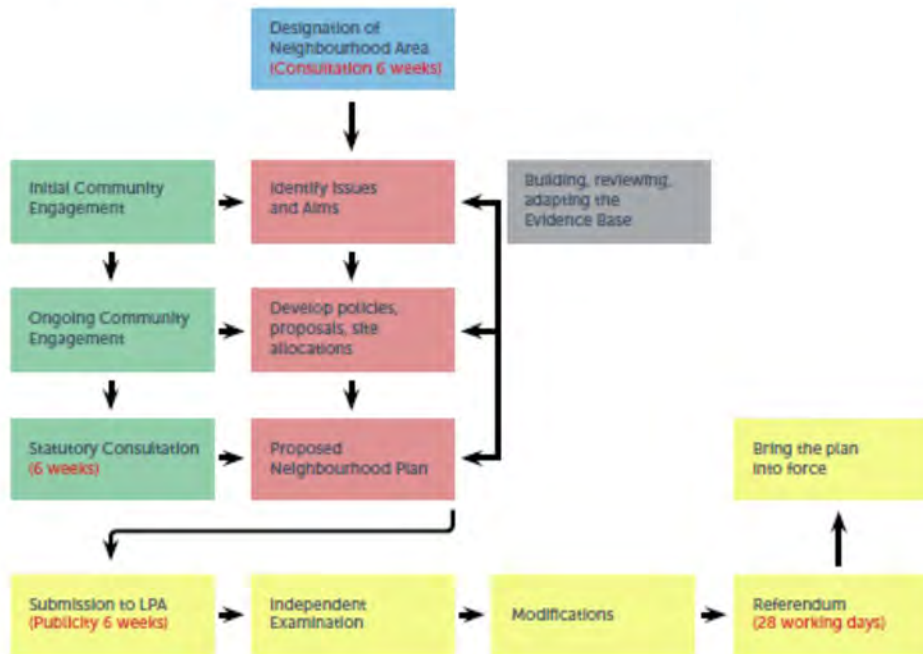 Designation of
Neighbourhood Area
(Consultation 6 weeks)
Initial Community
Engagement
Identify Issues
and Aims
Building, reviewing,
adapting the
Evidence Base
Ongoing Community
Engagement
Develop policies,
proposals, site
allocations
Statutory Consultation
(6 weeks)
Proposed
Neighbourhood Plan
Bring the plan
into force
Submission to LPA
(Publicity 6 weeks)
Independent
Examination
Modifications
Referendum
(28 working days)